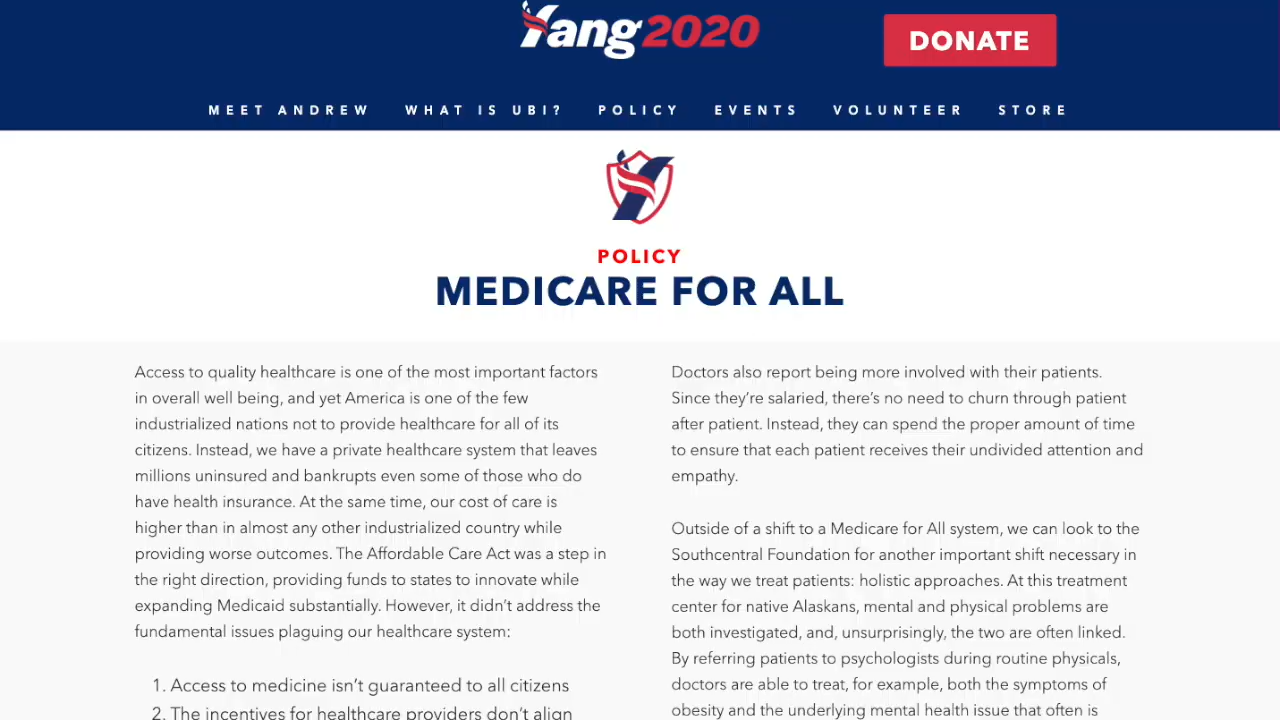 Yang2020
DONATE
MEET ANDREW WHAT IS UBI? POLICY EVENTS VOLUNTEER STORE
POLICY
MEDICARE FOR ALL
Access to quality healthcare is one of the most important factors
in overall well being, and yet America is one of the few
industrialized nations not to provide healthcare for all of its
citizens. Instead, we have a private healthcare system that leaves
millions uninsured and bankrupts even some of those who do
have health insurance. At the same time, our cost of care is
higher than in almost any other industrialized country while
providing worse outcomes. The Affordable Care Act was a step in
the right direction, providing funds to states to innovate while
expanding Medicaid substantially. However, it didn’t address the
fundamental issues plaguing our healthcare system:
1. Access to medicine isn’t guaranteed to all citizens
2. The incentives for healthcare providers don’t align
Doctors also report being more involved with their patients.
Since they’re salaried, there’s no need to churn through patient
after patient. Instead, they can spend the proper amount of time
to ensure that each patient receives their undivided attention and
empathy.
Outside of a shift to a Medicare for All system, we can look to the
Southcentral Foundation for another important shift necessary in
the way we treat patients: holistic approaches. At this treatment
center for native Alaskans, mental and physical problems are
both investigated, and, unsurprisingly, the two are often linked.
By referring patients to psychologists during routine physicals,
doctors are able to treat, for example, both the symptoms of
obesity and the underlying mental health issue that often is